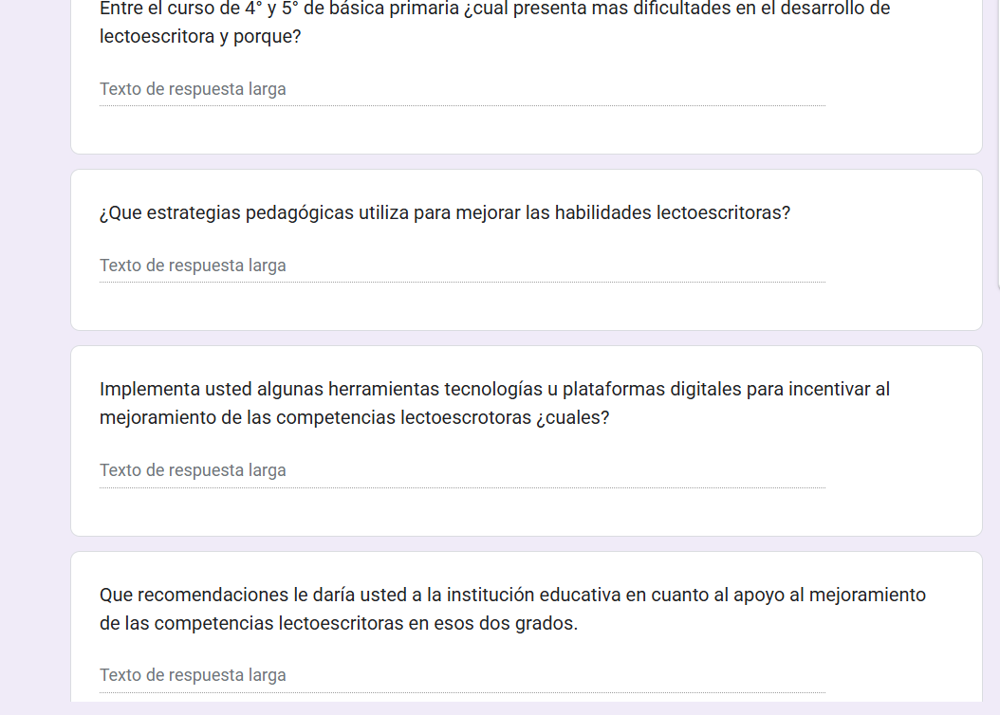 Entre el curso de 4° y 5° de básica primaria ¿cual presenta mas dificultades en el desarrollo de
lectoescritora y porque?
Texto de respuesta larga
¿Que estrategias pedagógicas utiliza para mejorar las habilidades lectoescritoras?
Texto de respuesta larga
Implementa usted algunas herramientas tecnologías u plataformas digitales para incentivar al
mejoramiento de las competencias lectoescrotoras ¿cuales?
Texto de respuesta larga
Que recomendaciones le daría usted a la institución educativa en cuanto al apoyo al mejoramiento
de las competencias lectoescritoras en esos dos grados.
Texto de respuesta larga